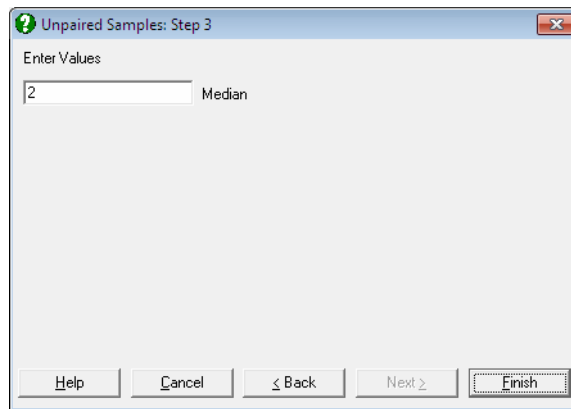 Unpaired Samples: Step 3
Enter Values
2 Median
Help Cancel < Back Next > Finish